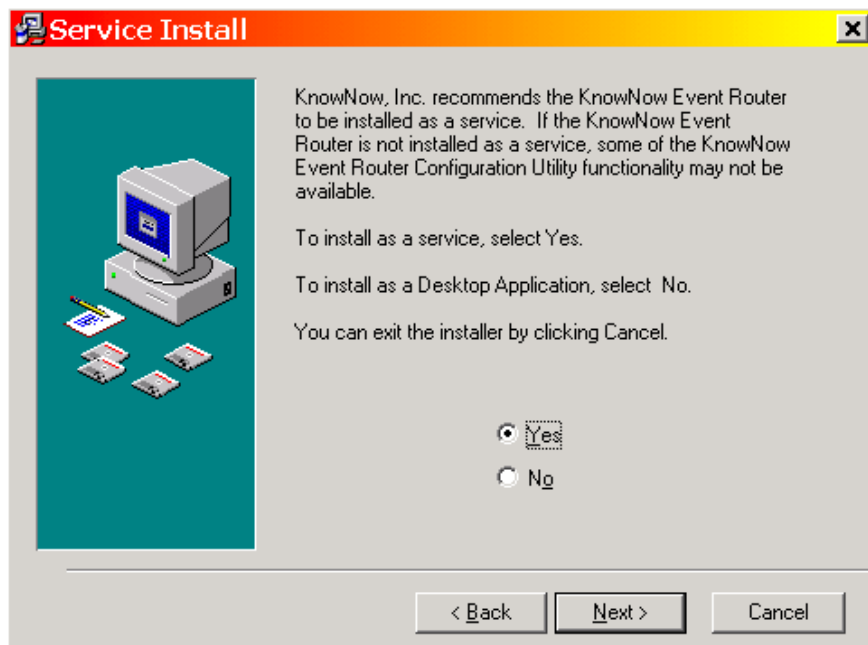 Service Install
KnowNow, Inc. recommends the KnowNow Event Router
to be installed as a service.  If the KnowNow Event
Router is not installed as a service, some of the KnowNow
Event Router Configuration Utility functionality may not be
available.
To install as a service, select Yes.
To install as a Desktop Application, select  No.
You can exit the installer by clicking Cancel.
Yes
No
< Back
Next >
Cancel